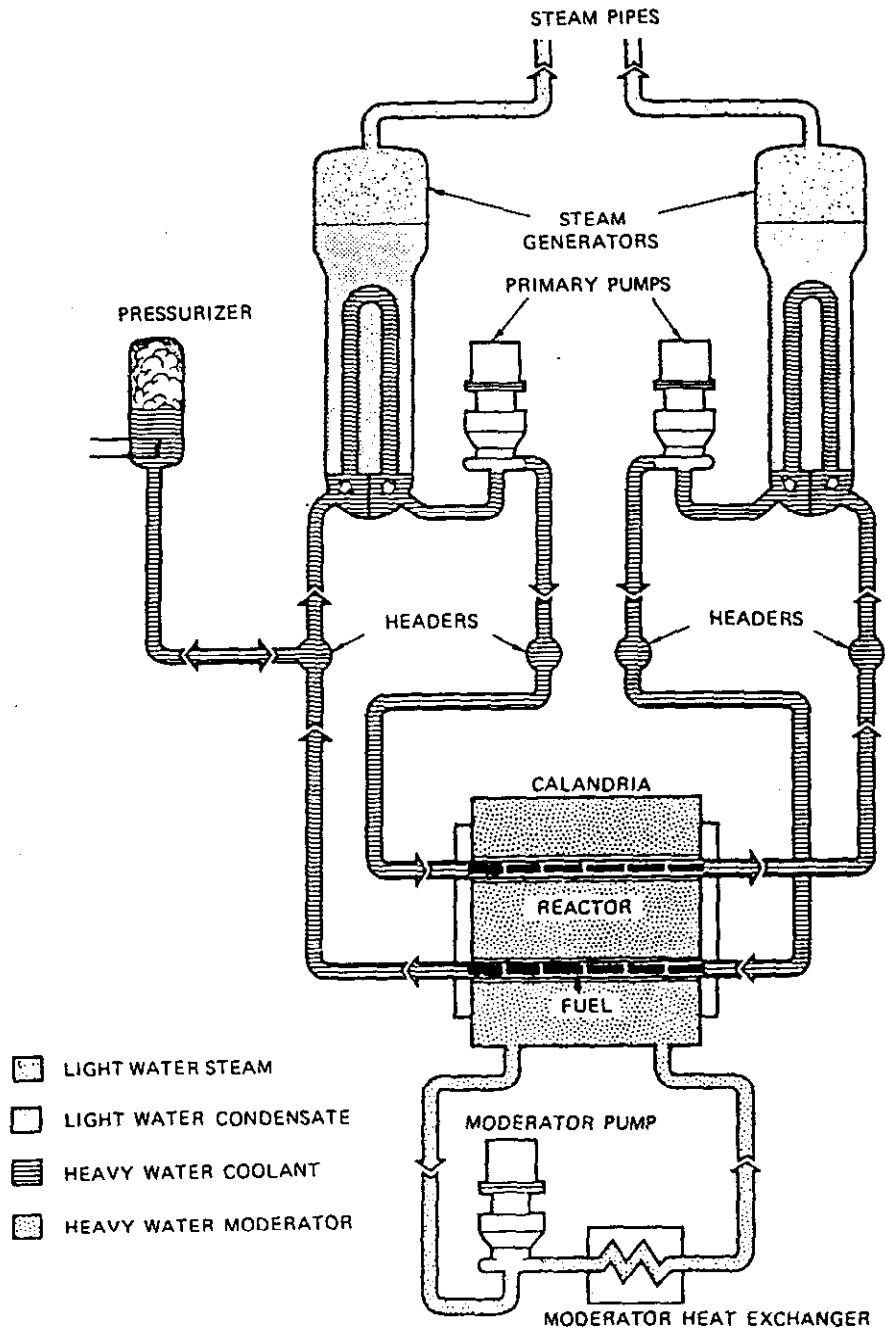 STEAM PIPES
STEAM
GENERATORS
PRIMARY PUMPS
PRESSURIZER
HEADERS
HEADERS
CALANDRIA
REACTOR
FUEL
LIGHT WATER STEAM
LIGHT WATER CONDENSATE
HEAVY WATER COOLANT
HEAVY WATER MODERATOR
MODERATOR PUMP
MODERATOR HEAT EXCHANGER